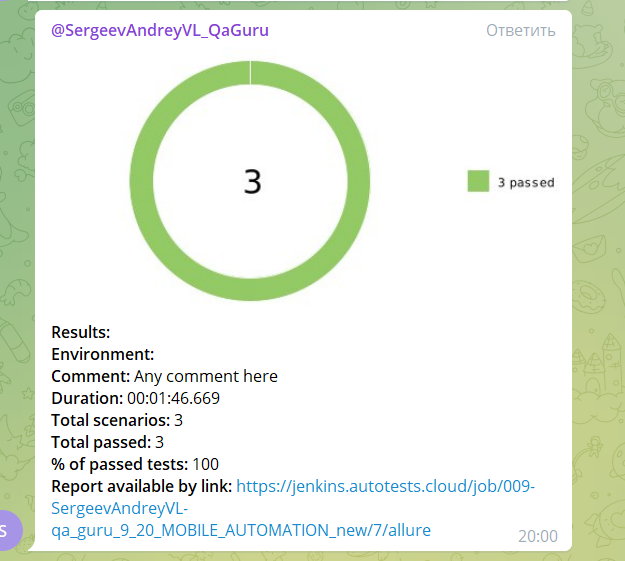 @SergeevAndreyVL_QaGuru Ответить
3
3 passed
Results:
Environment:
Comment: Any comment here
Duration: 00:01:46.669
Total scenarios: 3
Total passed: 3
% of passed tests: 100
Report available by link: https://jenkins.autotests.cloud/job/009-
SergeevAndreyVL-
qa_guru_9_20_MOBILE_AUTOMATION_new/7/allure
S
20:00